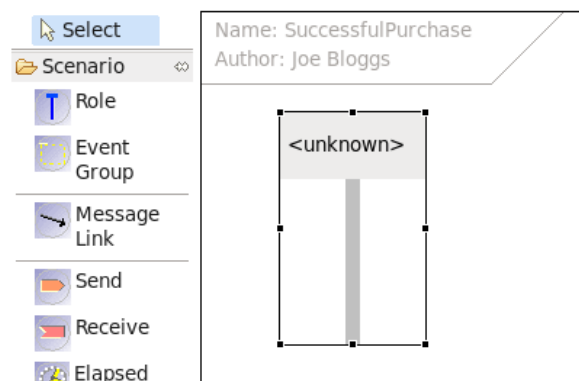 Select
Scenario
Role
Event
Group
Message
Link
Send
Receive
Elapsed
Name: SuccessfulPurchase
Author: Joe Bloggs
<unknown>